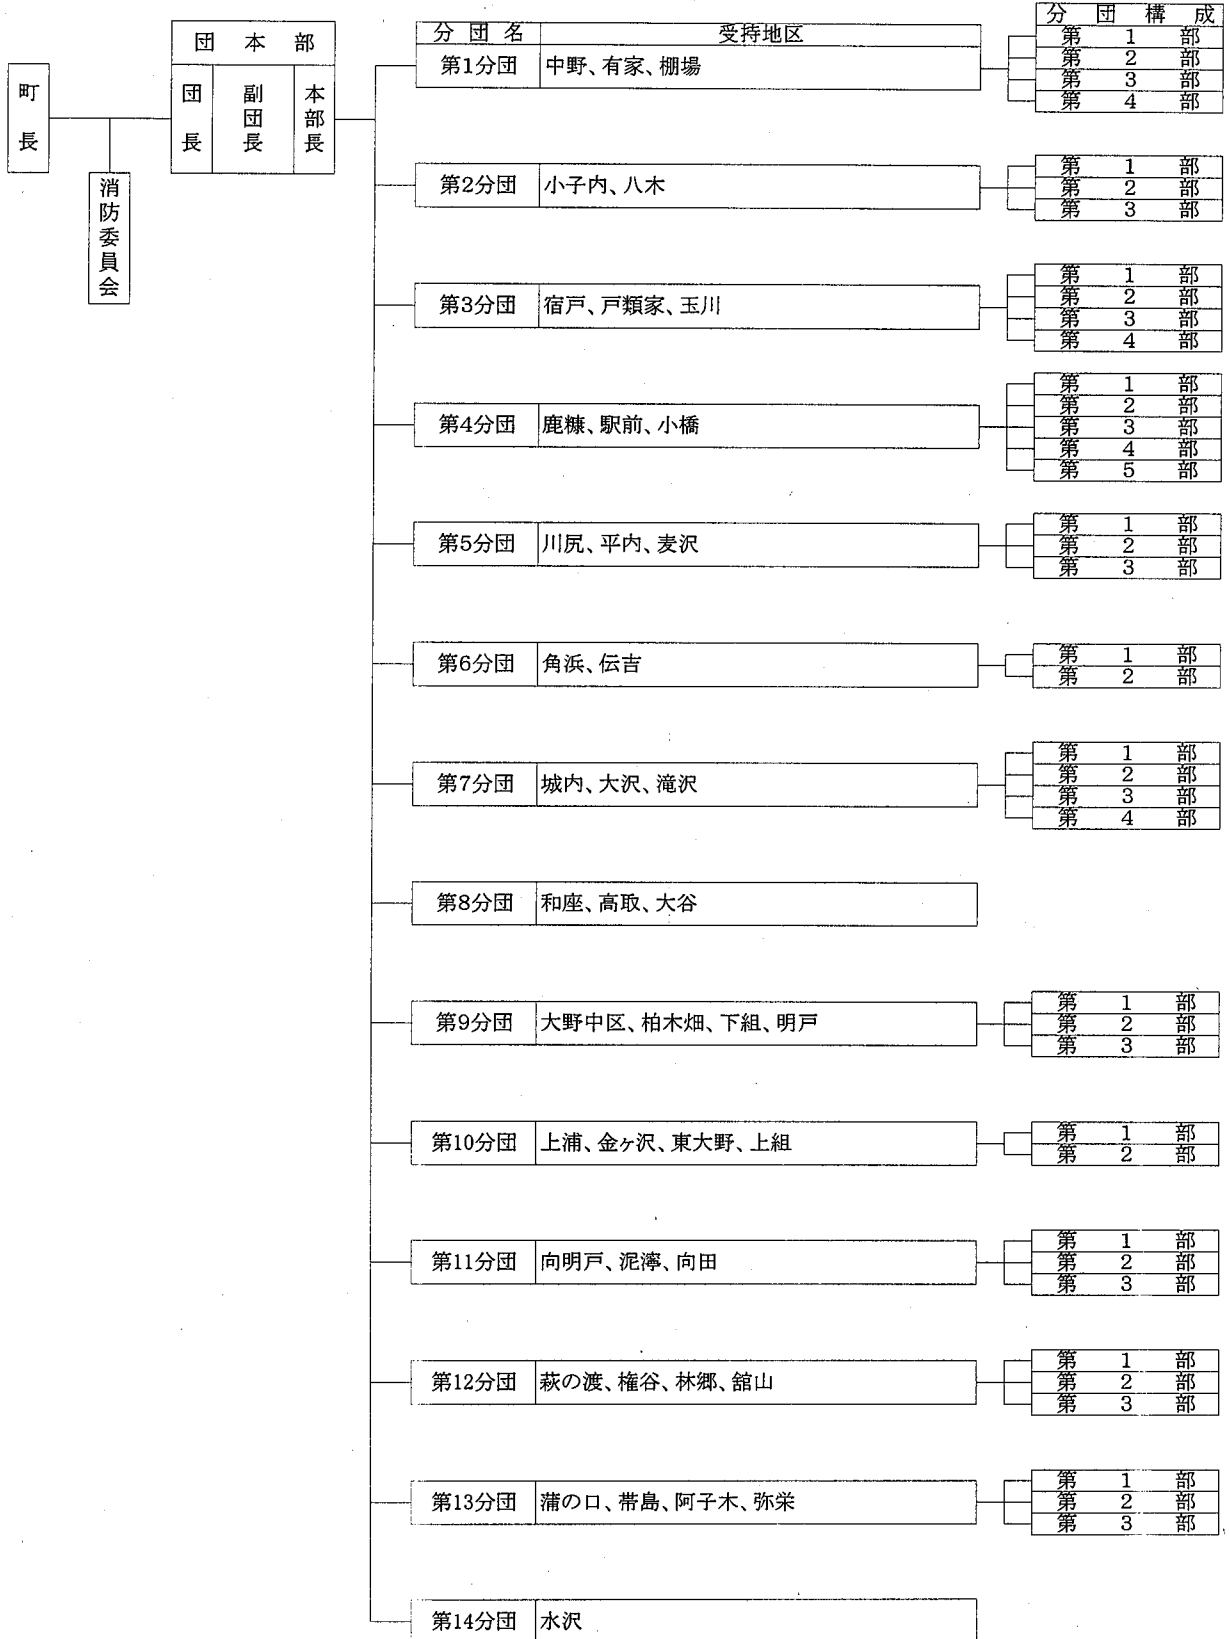 町長
消防委員会
団本部
団長
副団長
本部長
分団名 受持地区 分団構成
第1分団 中野、有家、棚場
第1部
第2部
第3部
第4部
第2分団 小子内、八木
第1部
第2部
第3部
第3分団 宿戸、戸類家、玉川
第1部
第2部
第3部
第4部
第4分団 鹿糠、駅前、小橋
第1部
第2部
第3部
第4部
第5部
第5分団 川尻、平内、麦沢
第1部
第2部
第3部
第6分団 角浜、伝吉
第1部
第2部
第7分団 城内、大沢、滝沢
第1部
第2部
第3部
第4部
第8分団 和座、高取、大谷
第9分団 大野中区、柏木畑、下組、明戸
第1部
第2部
第3部
第10分団 上浦、金ヶ沢、東大野、上組
第1部
第2部
第11分団 向明戸、泥濘、向田
第1部
第2部
第3部
第12分団 萩の渡、権谷、林郷、舘山
第1部
第2部
第3部
第13分団 蒲の口、帯島、阿子木、弥栄
第1部
第2部
第3部
第14分団 水沢